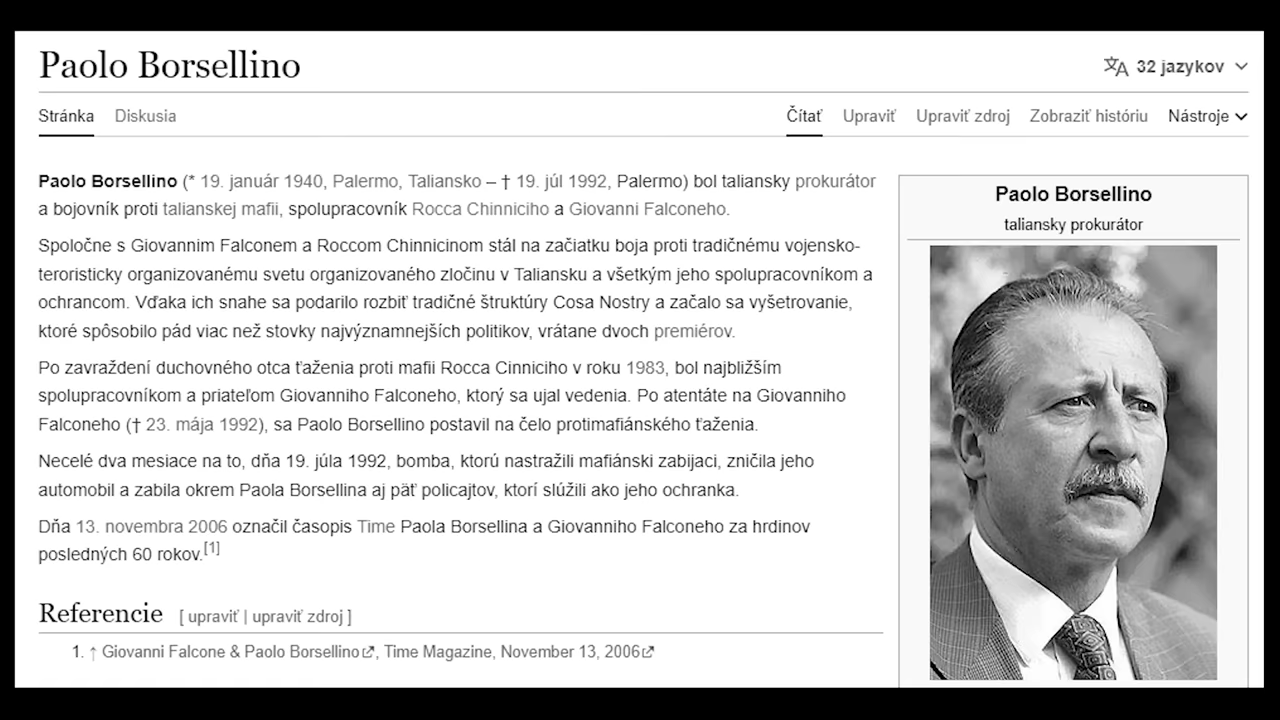 Paolo Borsellino
32 jazykov
Stránka Diskusia
Čítať Upraviť Upraviť zdroj Zobraziť históriu Nástroje
Paolo Borsellino (* 19. január 1940, Palermo, Taliansko – † 19. júl 1992, Palermo) bol taliansky prokurátor
a bojovník proti talianskej mafii, spolupracovník Rocca Chinniciho a Giovanni Falconeho.
Spoločne s Giovannim Falconem a Roccom Chinnicinom stál na začiatku boja proti tradičnému vojensko-
teroristicky organizovanému svetu organizovaného zločinu v Taliansku a všetkým jeho spolupracovníkom a
ochrancom. Vďaka ich snahe sa podarilo rozbiť tradičné štruktúry Cosa Nostry a začalo sa vyšetrovanie,
ktoré spôsobilo pád viac než stovky najvýznamnejších politikov, vrátane dvoch premiérov.
Po zavraždení duchovného otca ťaženia proti mafii Rocca Cinniciho v roku 1983, bol najbližším
spolupracovníkom a priateľom Giovanniho Falconeho, ktorý sa ujal vedenia. Po atentáte na Giovanniho
Falconeho († 23. mája 1992), sa Paolo Borsellino postavil na čelo protimafiánského ťaženia.
Necelé dva mesiace na to, dňa 19. júla 1992, bomba, ktorú nastražili mafiánski zabijaci, zničila jeho
automobil a zabila okrem Paola Borsellina aj päť policajtov, ktorí slúžili ako jeho ochranka.
Dňa 13. novembra 2006 označil časopis Time Paola Borsellina a Giovanniho Falconeho za hrdinov
posledných 60 rokov.[1]
Referencie [ upraviť | upraviť zdroj ]
1. ↑ Giovanni Falcone & Paolo Borsellino, Time Magazine, November 13, 2006
Paolo Borsellino
taliansky prokurátor